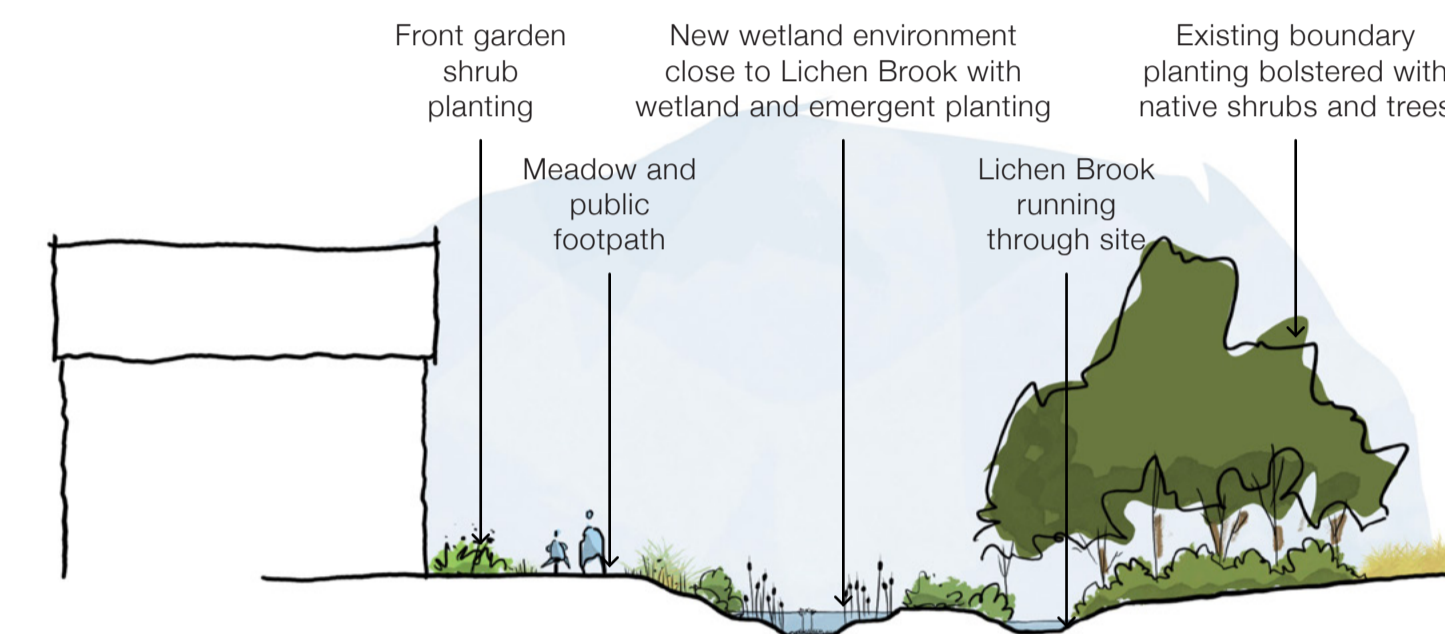 Front garden
shrub
planting
New wetland environment
close to Lichen Brook with
wetland and emergent planting
Existing boundary
planting bolstered with
native shrubs and trees
Meadow and
public
footpath
Lichen Brook
running
through site